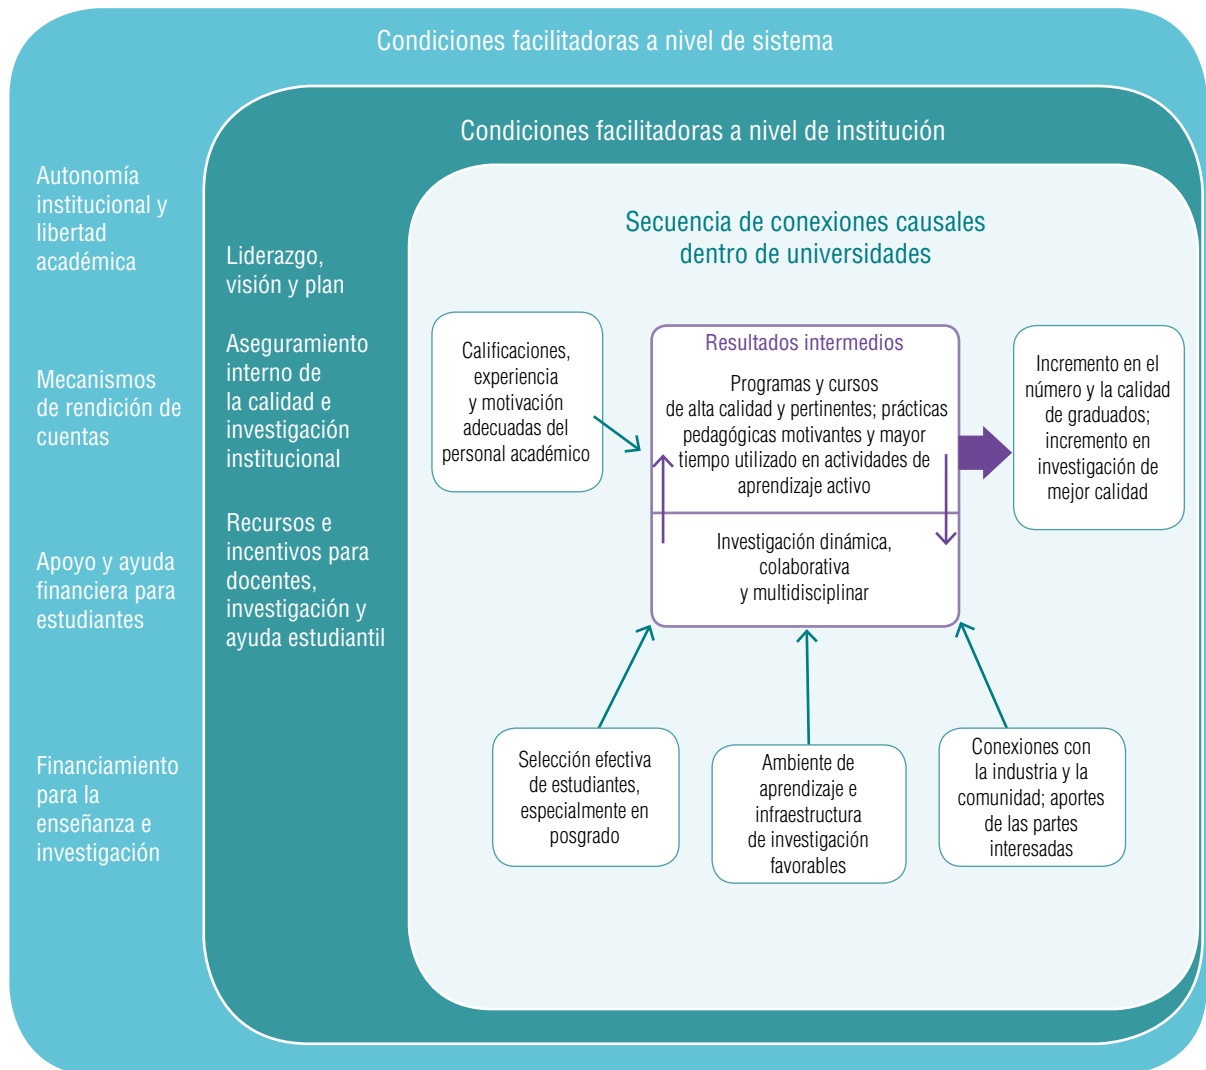 Condiciones facilitadoras a nivel de sistema
Autonomía
institucional y
libertad
académica
Mecanismos
de rendición de
cuentas
Apoyo y ayuda
financiera para
estudiantes
Financiamiento
para la
enseñanza e
investigación
Condiciones facilitadoras a nivel de institución
Liderazgo,
visión y plan
Aseguramiento
interno de
la calidad e
investigación
institucional
Recursos e
incentivos para
docentes,
investigación y
ayuda estudiantil
Secuencia de conexiones causales
dentro de universidades
Calificaciones,
experiencia
y motivación
adecuadas del
personal académico
Resultados intermedios
Programas y cursos
de alta calidad y pertinentes; prácticas
pedagógicas motivantes y mayor
tiempo utilizado en actividades de
aprendizaje activo
Investigación dinámica,
colaborativa
y multidisciplinar
Incremento en el
número y la calidad
de graduados;
incremento en
investigación de
mejor calidad
Selección efectiva
de estudiantes,
especialmente en
posgrado
Ambiente de
aprendizaje e
infraestructura
de investigación
favorables
Conexiones con
la industria y la
comunidad; aportes
de las partes
interesadas